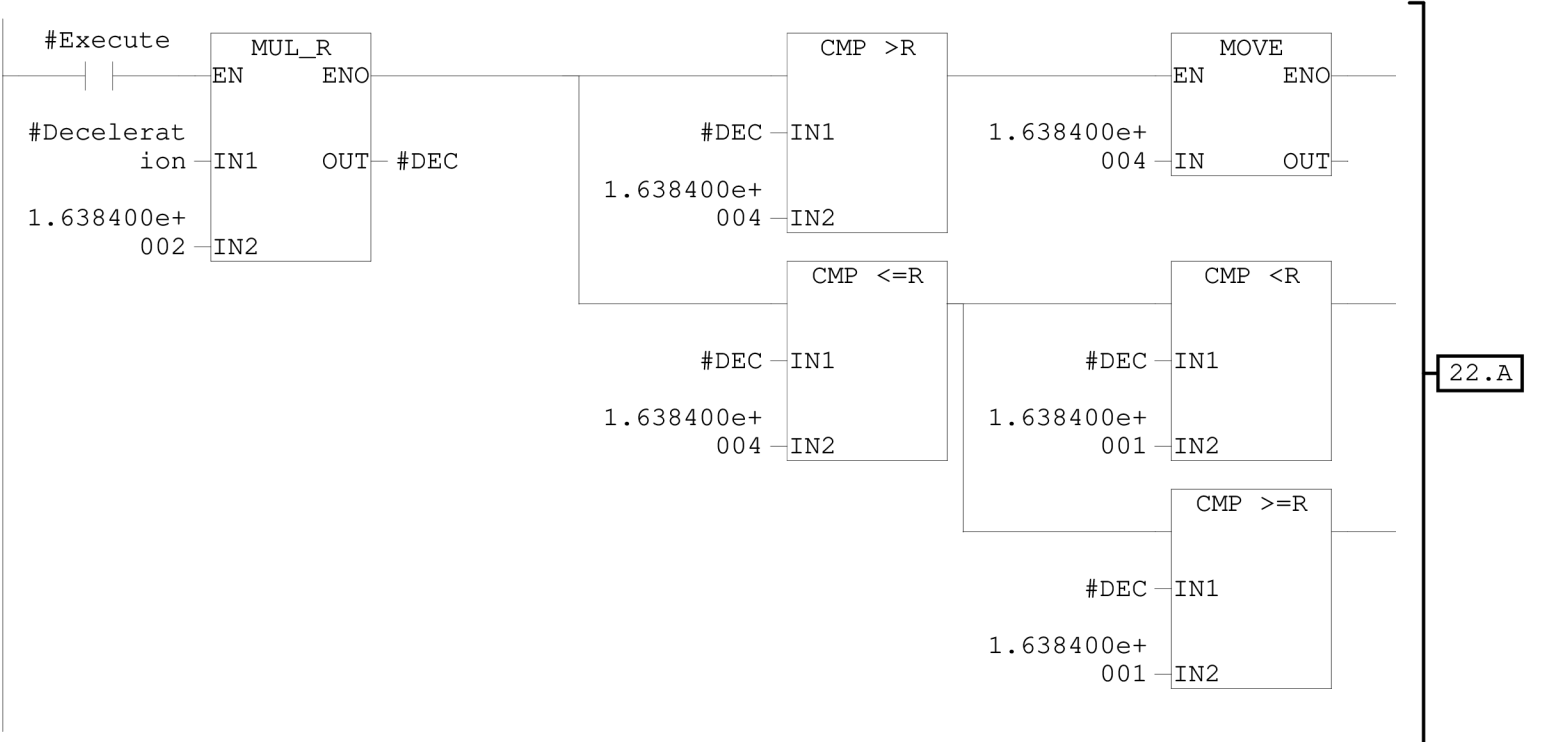 #Execute
MUL_R
EN ENO
#Decelerat
ion IN1 OUT #DEC
1.638400e+
002 IN2
CMP >R
#DEC IN1
1.638400e+
004 IN2
MOVE
EN ENO
1.638400e+
004 IN OUT
CMP <=R
#DEC IN1
1.638400e+
004 IN2
CMP <R
#DEC IN1
1.638400e+
001 IN2
CMP >=R
#DEC IN1
1.638400e+
001 IN2
22.A